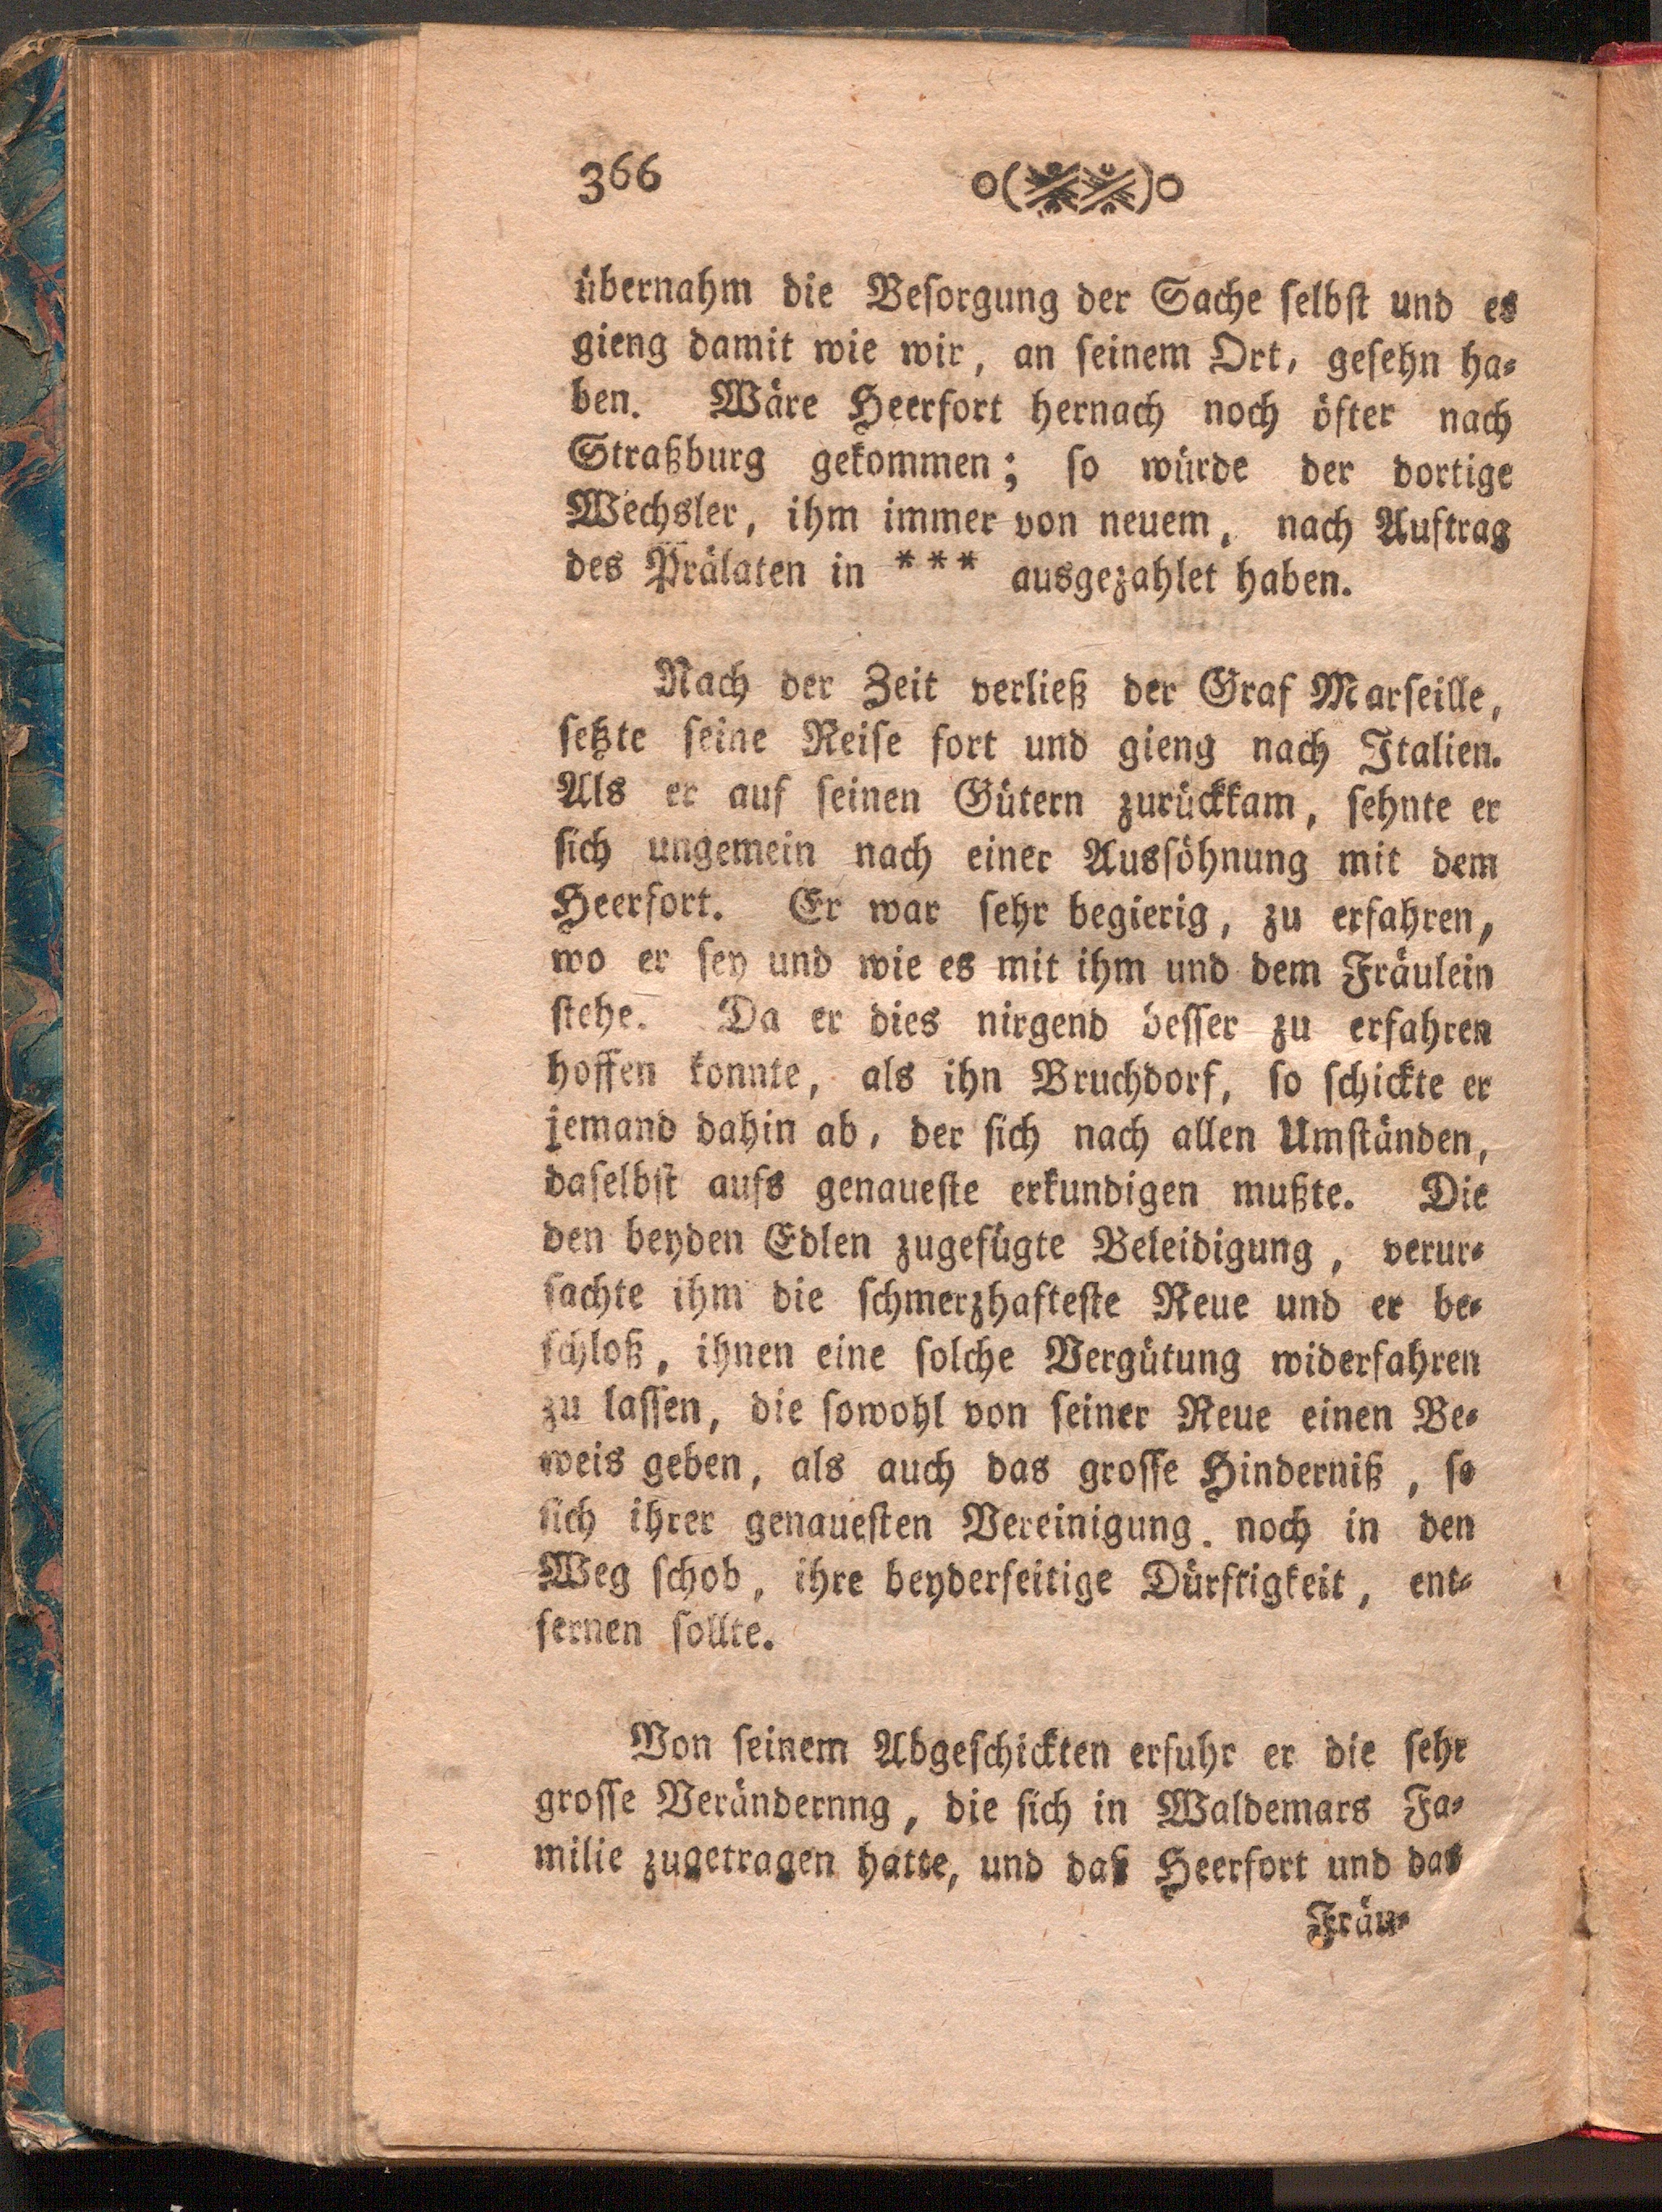 366
übernahm die Beſorgung der Sache ſelbſt und es
gieng damit wie wir, an ſeinem Ort, geſehn ha⸗
ben. Wäre Heerfort hernach noch öfter nach
Straßburg gekommen; ſo würde der dortige
Wechsler, ihm immer von neuem, nach Auftrag
des Prälaten in *** ausgezahlet haben.
Nach der Zeit verließ der Graf Marſeille,
ſetzte ſeine Reiſe fort und gieng nach Italien.
Als er auf ſeinen Gütern zurückkam, ſehnte er
ſich ungemein nach einer Ausſöhnung mit dem
Heerfort. Er war ſehr begierig, zu erfahren,
wo er ſey und wie es mit ihm und dem Fräulein
ſtehe. Da er dies nirgend beſſer zu erfahren
hoffen konnte, als ihn Bruchdorf, ſo ſchickte er
jemand dahin ab, der ſich nach allen Umſtänden,
daſelbſt aufs genaueſte erkundigen mußte. Die
den beyden Edlen zugefügte Beleidigung, verur⸗
ſachte ihm die ſchmerzhafteſte Reue und er be⸗
ſchloß, ihnen eine ſolche Vergütung widerfahren
zu laſſen, die ſowohl von ſeiner Reue einen Be⸗
weis geben, als auch das groſſe Hinderniß, ſo
ſich ihrer genaueſten Vereinigung. noch in den
Weg ſchob, ihre beyderſeitige Dürftigkeit, ent⸗
fernen ſollte.
Von ſeinem Abgeſchickten erfuhr er die ſehr
groſſe Verändernng, die ſich in Waldemars Fa⸗
milie zugetragen hatte, und daß Heerfort und das
Fräu⸗